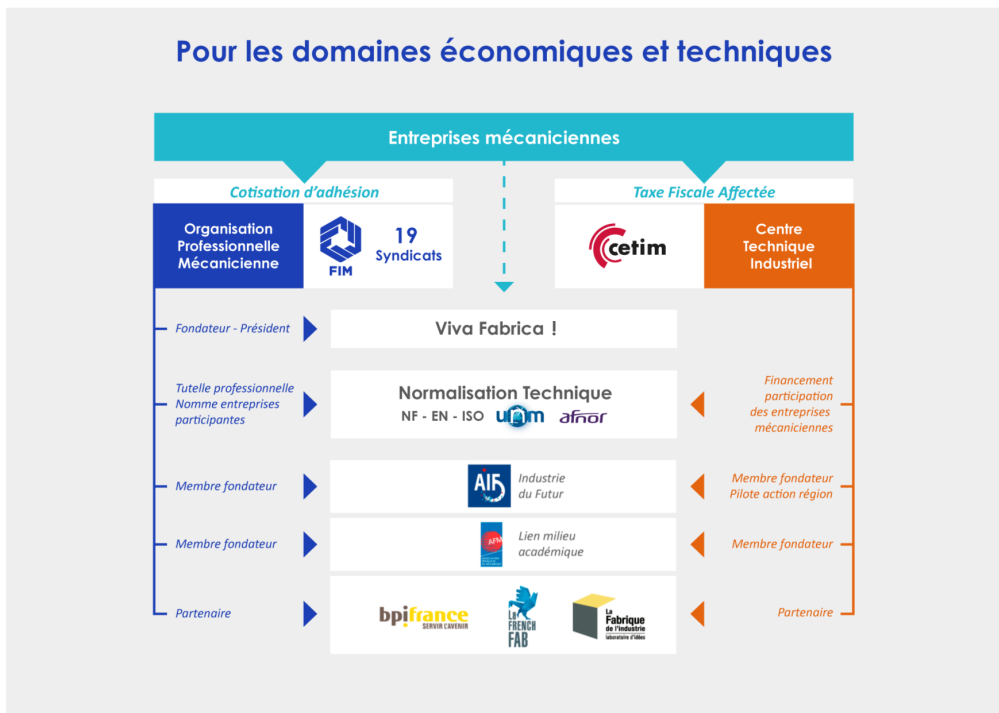 Pour les domaines économiques et techniques
Entreprises mécaniciennes
Cotisation d'adhésion
Taxe Fiscale Affectée
Organisation
Professionnelle
Mécanicienne
FIM
19
Syndicats
cetim
Centre
Technique
Industriel
Fondateur - Président
Viva Fabrica !
Tutelle professionnelle
Nomme entreprises
participantes
Normalisation Technique
NF - EN - ISO unm afnor
Financement
participation
des entreprises
mécaniciennes
Membre fondateur
AIF
Industrie
du Futur
Membre fondateur
Pilote action région
Membre fondateur
AFM
Lien milieu
académique
Membre fondateur
Partenaire
bpifrance
SERVIR L'AVENIR
La
FRENCH
FAB
La
Fabrique
de l'industrie
laboratoire d'idées
Partenaire